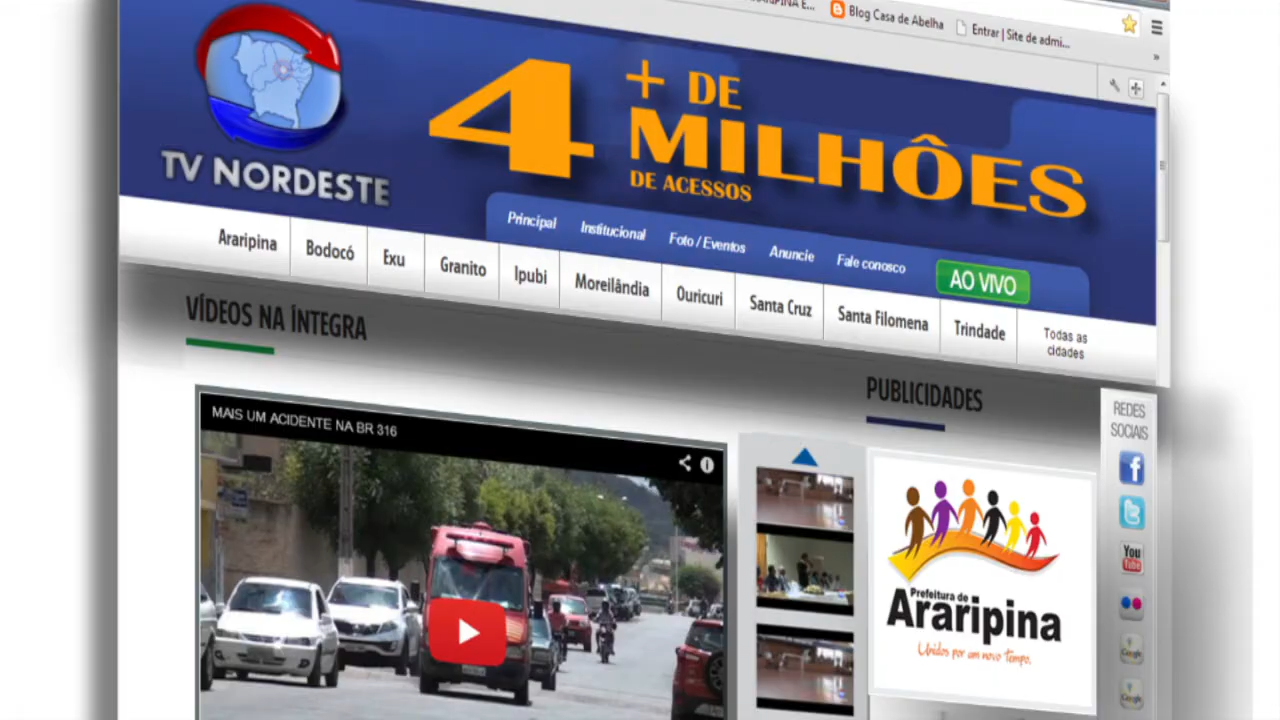 Blog Casa de Abelha
Entrar | Site de admi...
TV NORDESTE
4
+ DE
MILHÔES
DE ACESSOS
Principal
Institucional
Foto / Eventos
Anuncie
Fale conosco
AO VIVO
Araripina
Bodocó
Exu
Granito
Ipubi
Moreilândia
Ouricuri
Santa Cruz
Santa Filomena
Trindade
Todas as
cidades
VÍDEOS NA ÍNTEGRA
PUBLICIDADES
REDES
SOCIAIS
MAIS UM ACIDENTE NA BR 316
You
Tube
Prefeitura de
Araripina
Unidos por um novo Tempo.
Google
Google